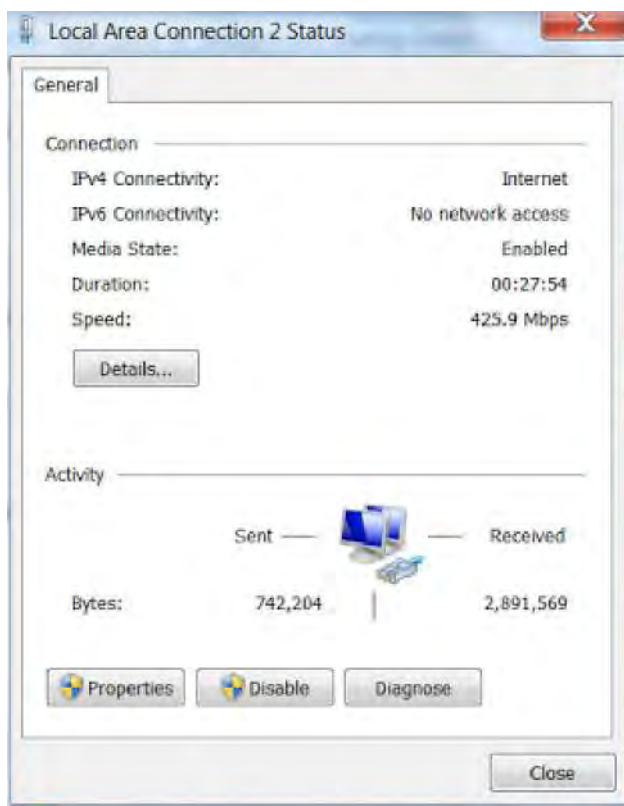 Local Area Connection 2 Status
General
Connection
IPv4 Connectivity: Internet
IPv6 Connectivity: No network access
Media State: Enabled
Duration: 00:27:54
Speed: 425.9 Mbps
Details...
Activity
Sent Received
Bytes: 742,204 2,891,569
Properties Disable Diagnose
Close